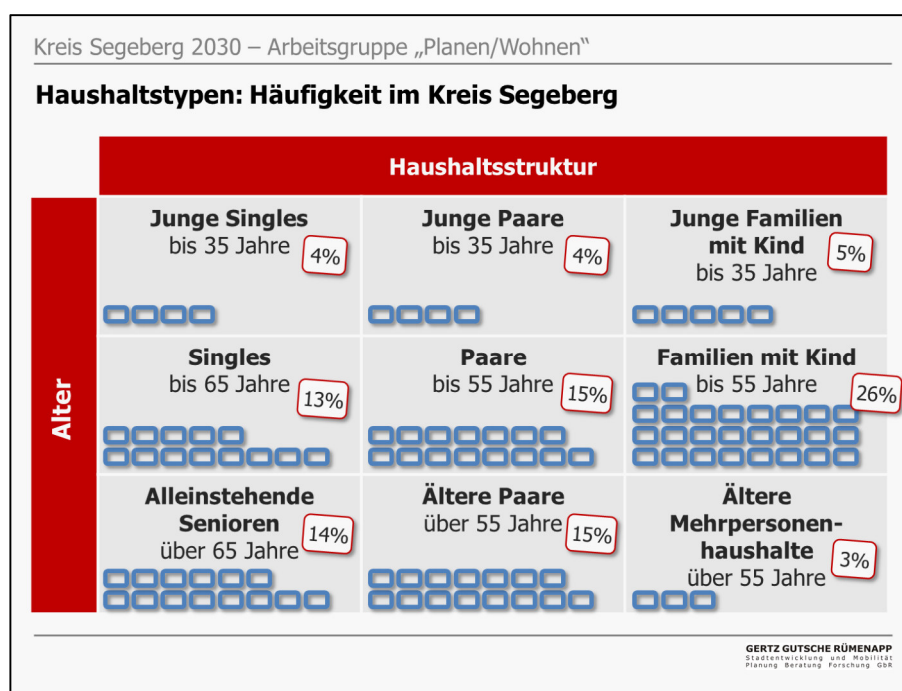 Kreis Segeberg 2030 – Arbeitsgruppe „Planen/Wohnen“
Haushaltstypen: Häufigkeit im Kreis Segeberg
Haushaltsstruktur
Alter
Junge Singles
bis 35 Jahre
4%
Junge Paare
bis 35 Jahre
4%
Junge Familien
mit Kind
bis 35 Jahre
5%
Singles
bis 65 Jahre
13%
Paare
bis 55 Jahre
15%
Familien mit Kind
bis 55 Jahre
26%
Alleinstehende
Senioren
über 65 Jahre
14%
Ältere Paare
über 55 Jahre
15%
Ältere
Mehrpersonen-
haushalte
über 55 Jahre
3%
GERTZ GUTSCHE RÜMENAPP
Stadtentwicklung und Mobilität
Planung Beratung Forschung GbR